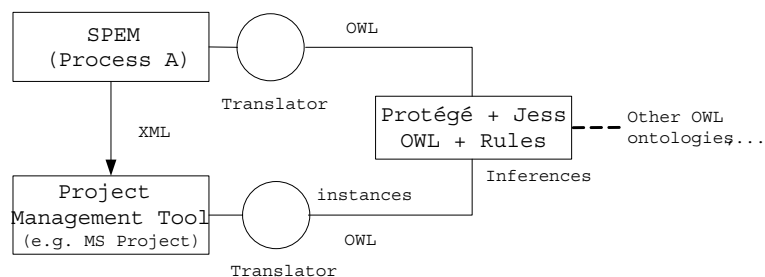 SPEM
(Process A)
OWL
Translator
XML
Protégé + Jess
OWL + Rules
Other OWL
ontologies,...
Inferences
Project
Management Tool
(e.g. MS Project)
instances
OWL
Translator